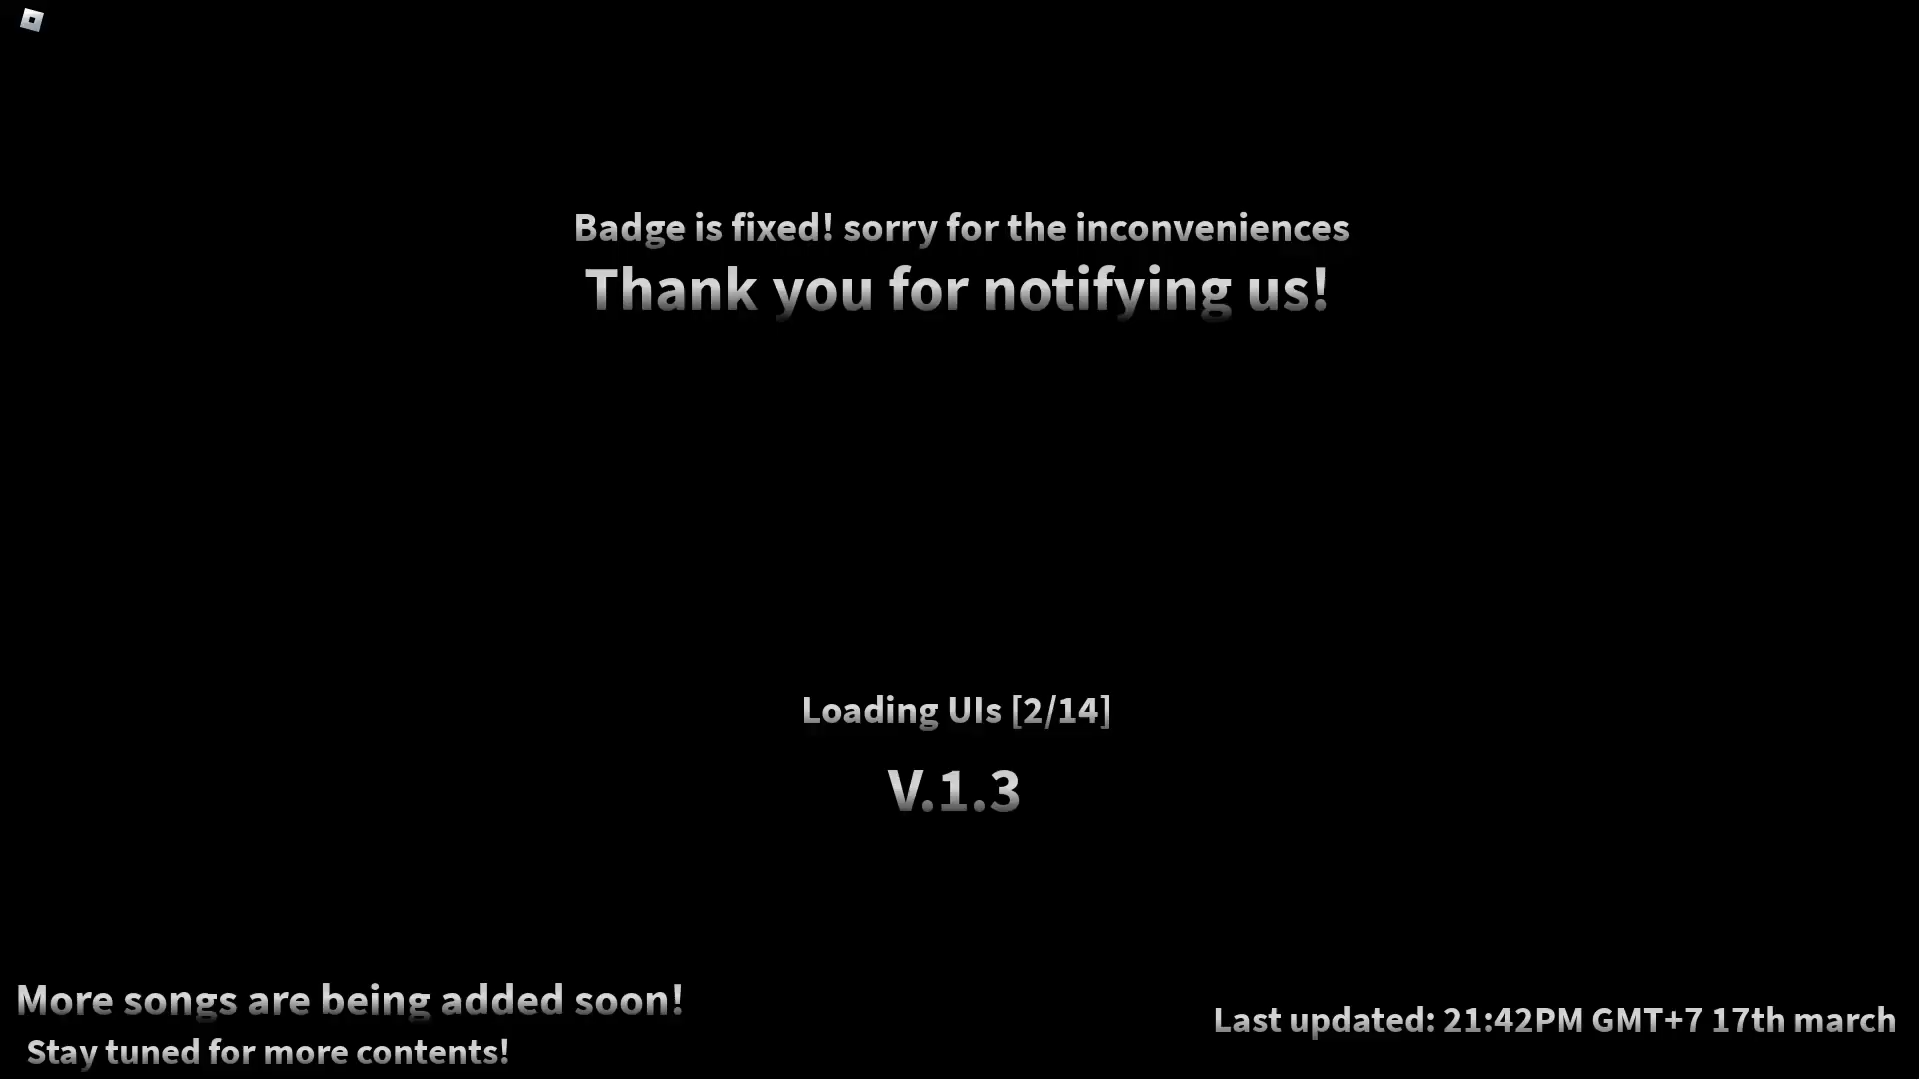 Badge is fixed! sorry for the inconveniences
Thank you for notifying us!
Loading UIs [2/14]
V.1.3
More songs are being added soon!
Stay tuned for more contents!
Last updated: 21:42PM GMT+7 17th march